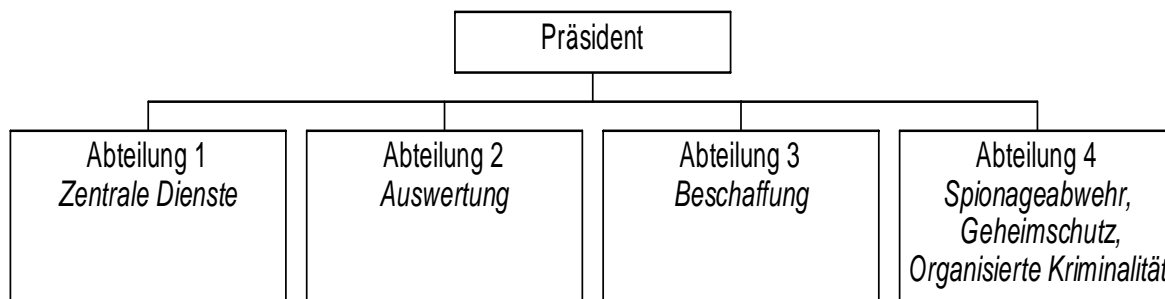 Präsident
Abteilung 1
Zentrale Dienste
Abteilung 2
Auswertung
Abteilung 3
Beschaffung
Abteilung 4
Spionageabwehr,
Geheimschutz,
Organisierte Kriminalität